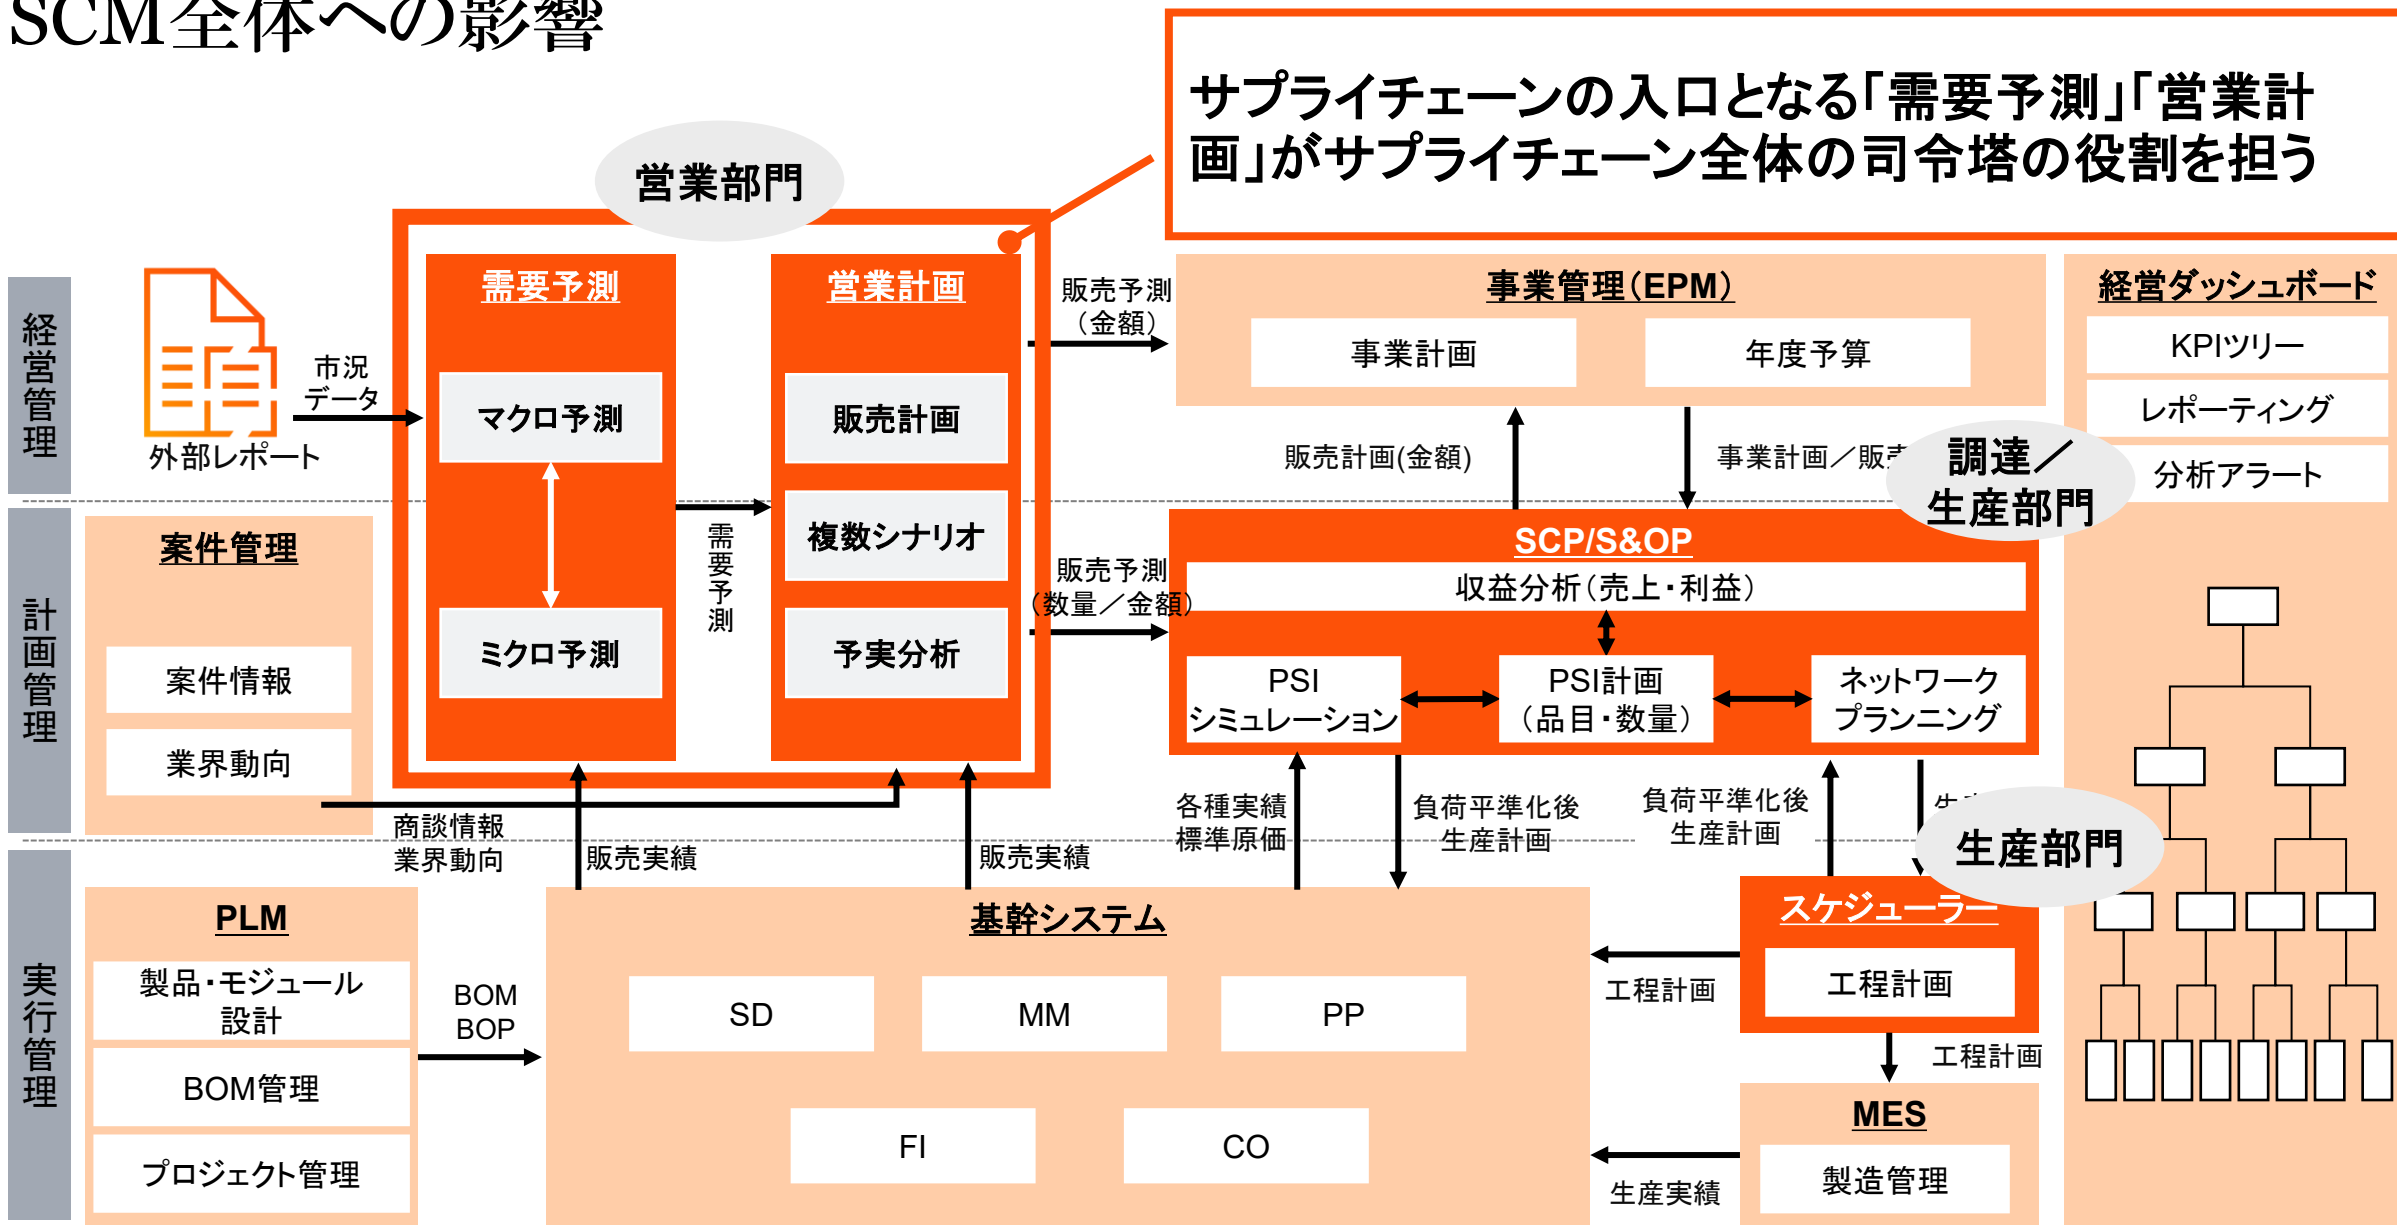 SCM全体への影響
サプライチェーンの入口となる「需要予測」「営業計
画」がサプライチェーン全体の司令塔の役割を担う
営業部門
経営管理
外部レポート
市況
データ
需要予測
マクロ予測
ミクロ予測
需要予測
営業計画
販売計画
複数シナリオ
予実分析
販売予測
（金額）
販売予測
（数量／金額）
事業管理（EPM）
事業計画
年度予算
販売計画(金額)
事業計画／販売
調達／
生産部門
経営ダッシュボード
KPIツリー
レポーティング
分析アラート
計画管理
案件管理
案件情報
業界動向
商談情報
業界動向
販売実績
販売実績
SCP/S&OP
収益分析（売上・利益）
PSI
シミュレーション
PSI計画
（品目・数量）
ネットワーク
プランニング
各種実績
標準原価
負荷平準化後
生産計画
負荷平準化後
生産計画
生産部門
実行管理
PLM
製品・モジュール
設計
BOM管理
プロジェクト管理
BOM
BOP
基幹システム
SD
MM
PP
FI
CO
スケジューラー
工程計画
工程計画
工程計画
MES
製造管理
生産実績